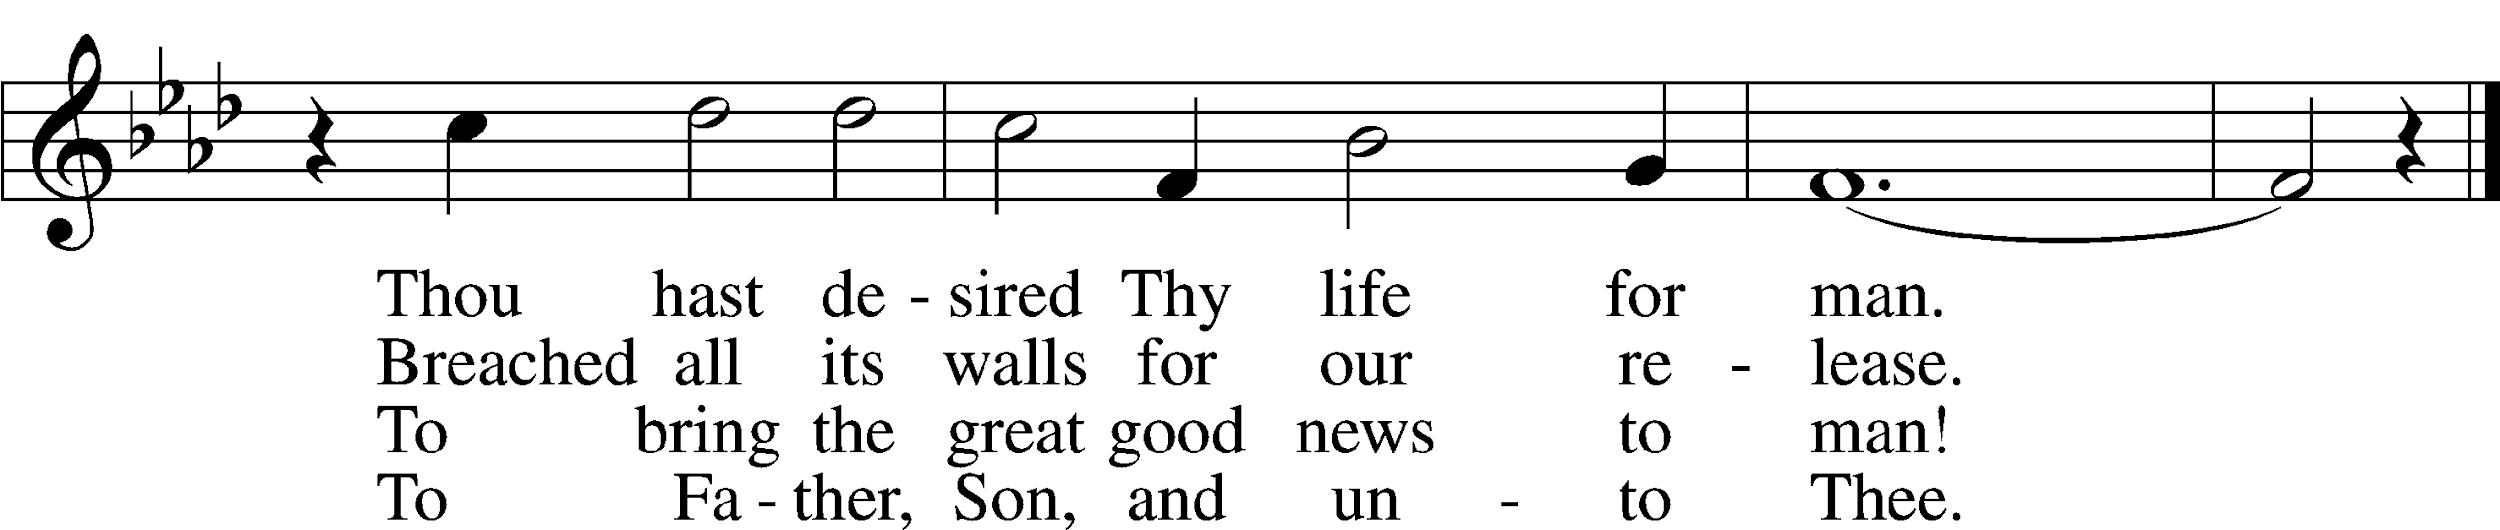 Thou hast de - sired Thy life for man.
Breached all its walls for our re - lease.
To bring the great good news to man!
To Fa - ther, Son, and un - to Thee.